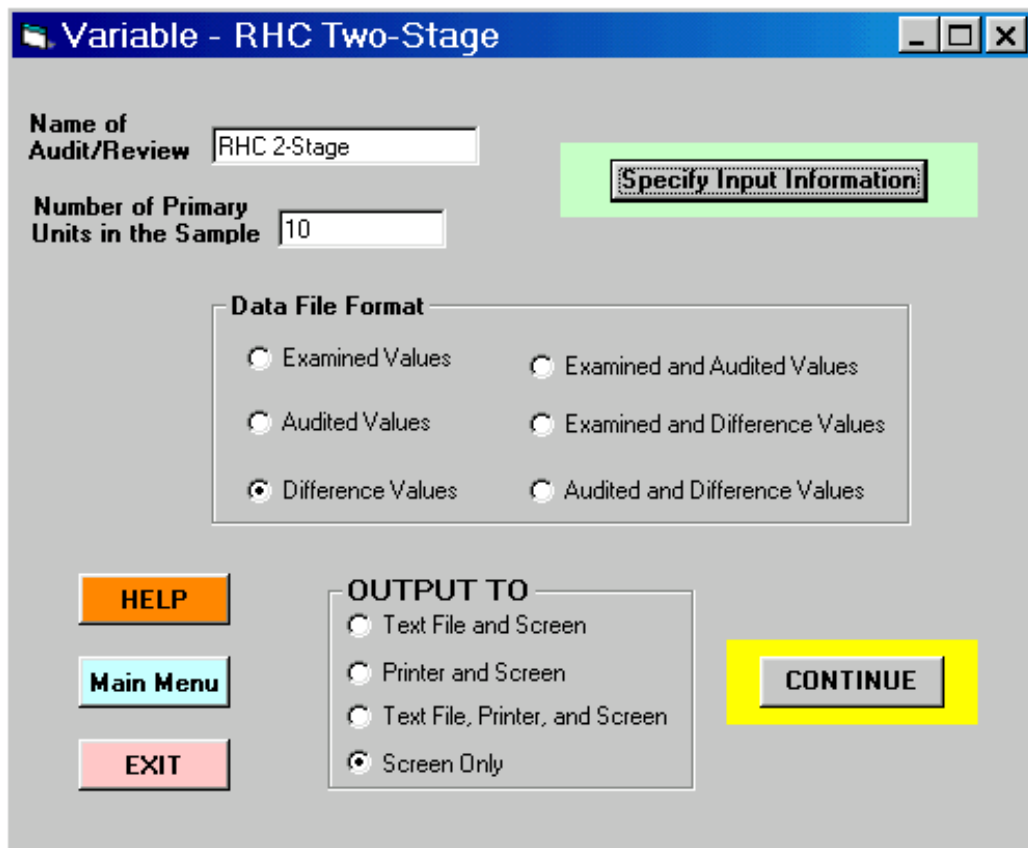 Variable - RHC Two-Stage
Name of
Audit/Review
RHC 2-Stage
Specify Input Information
Number of Primary
Units in the Sample
10
Data File Format
Examined Values
Examined and Audited Values
Audited Values
Examined and Difference Values
Difference Values
Audited and Difference Values
HELP
Main Menu
EXIT
OUTPUT TO
Text File and Screen
Printer and Screen
Text File, Printer, and Screen
Screen Only
CONTINUE